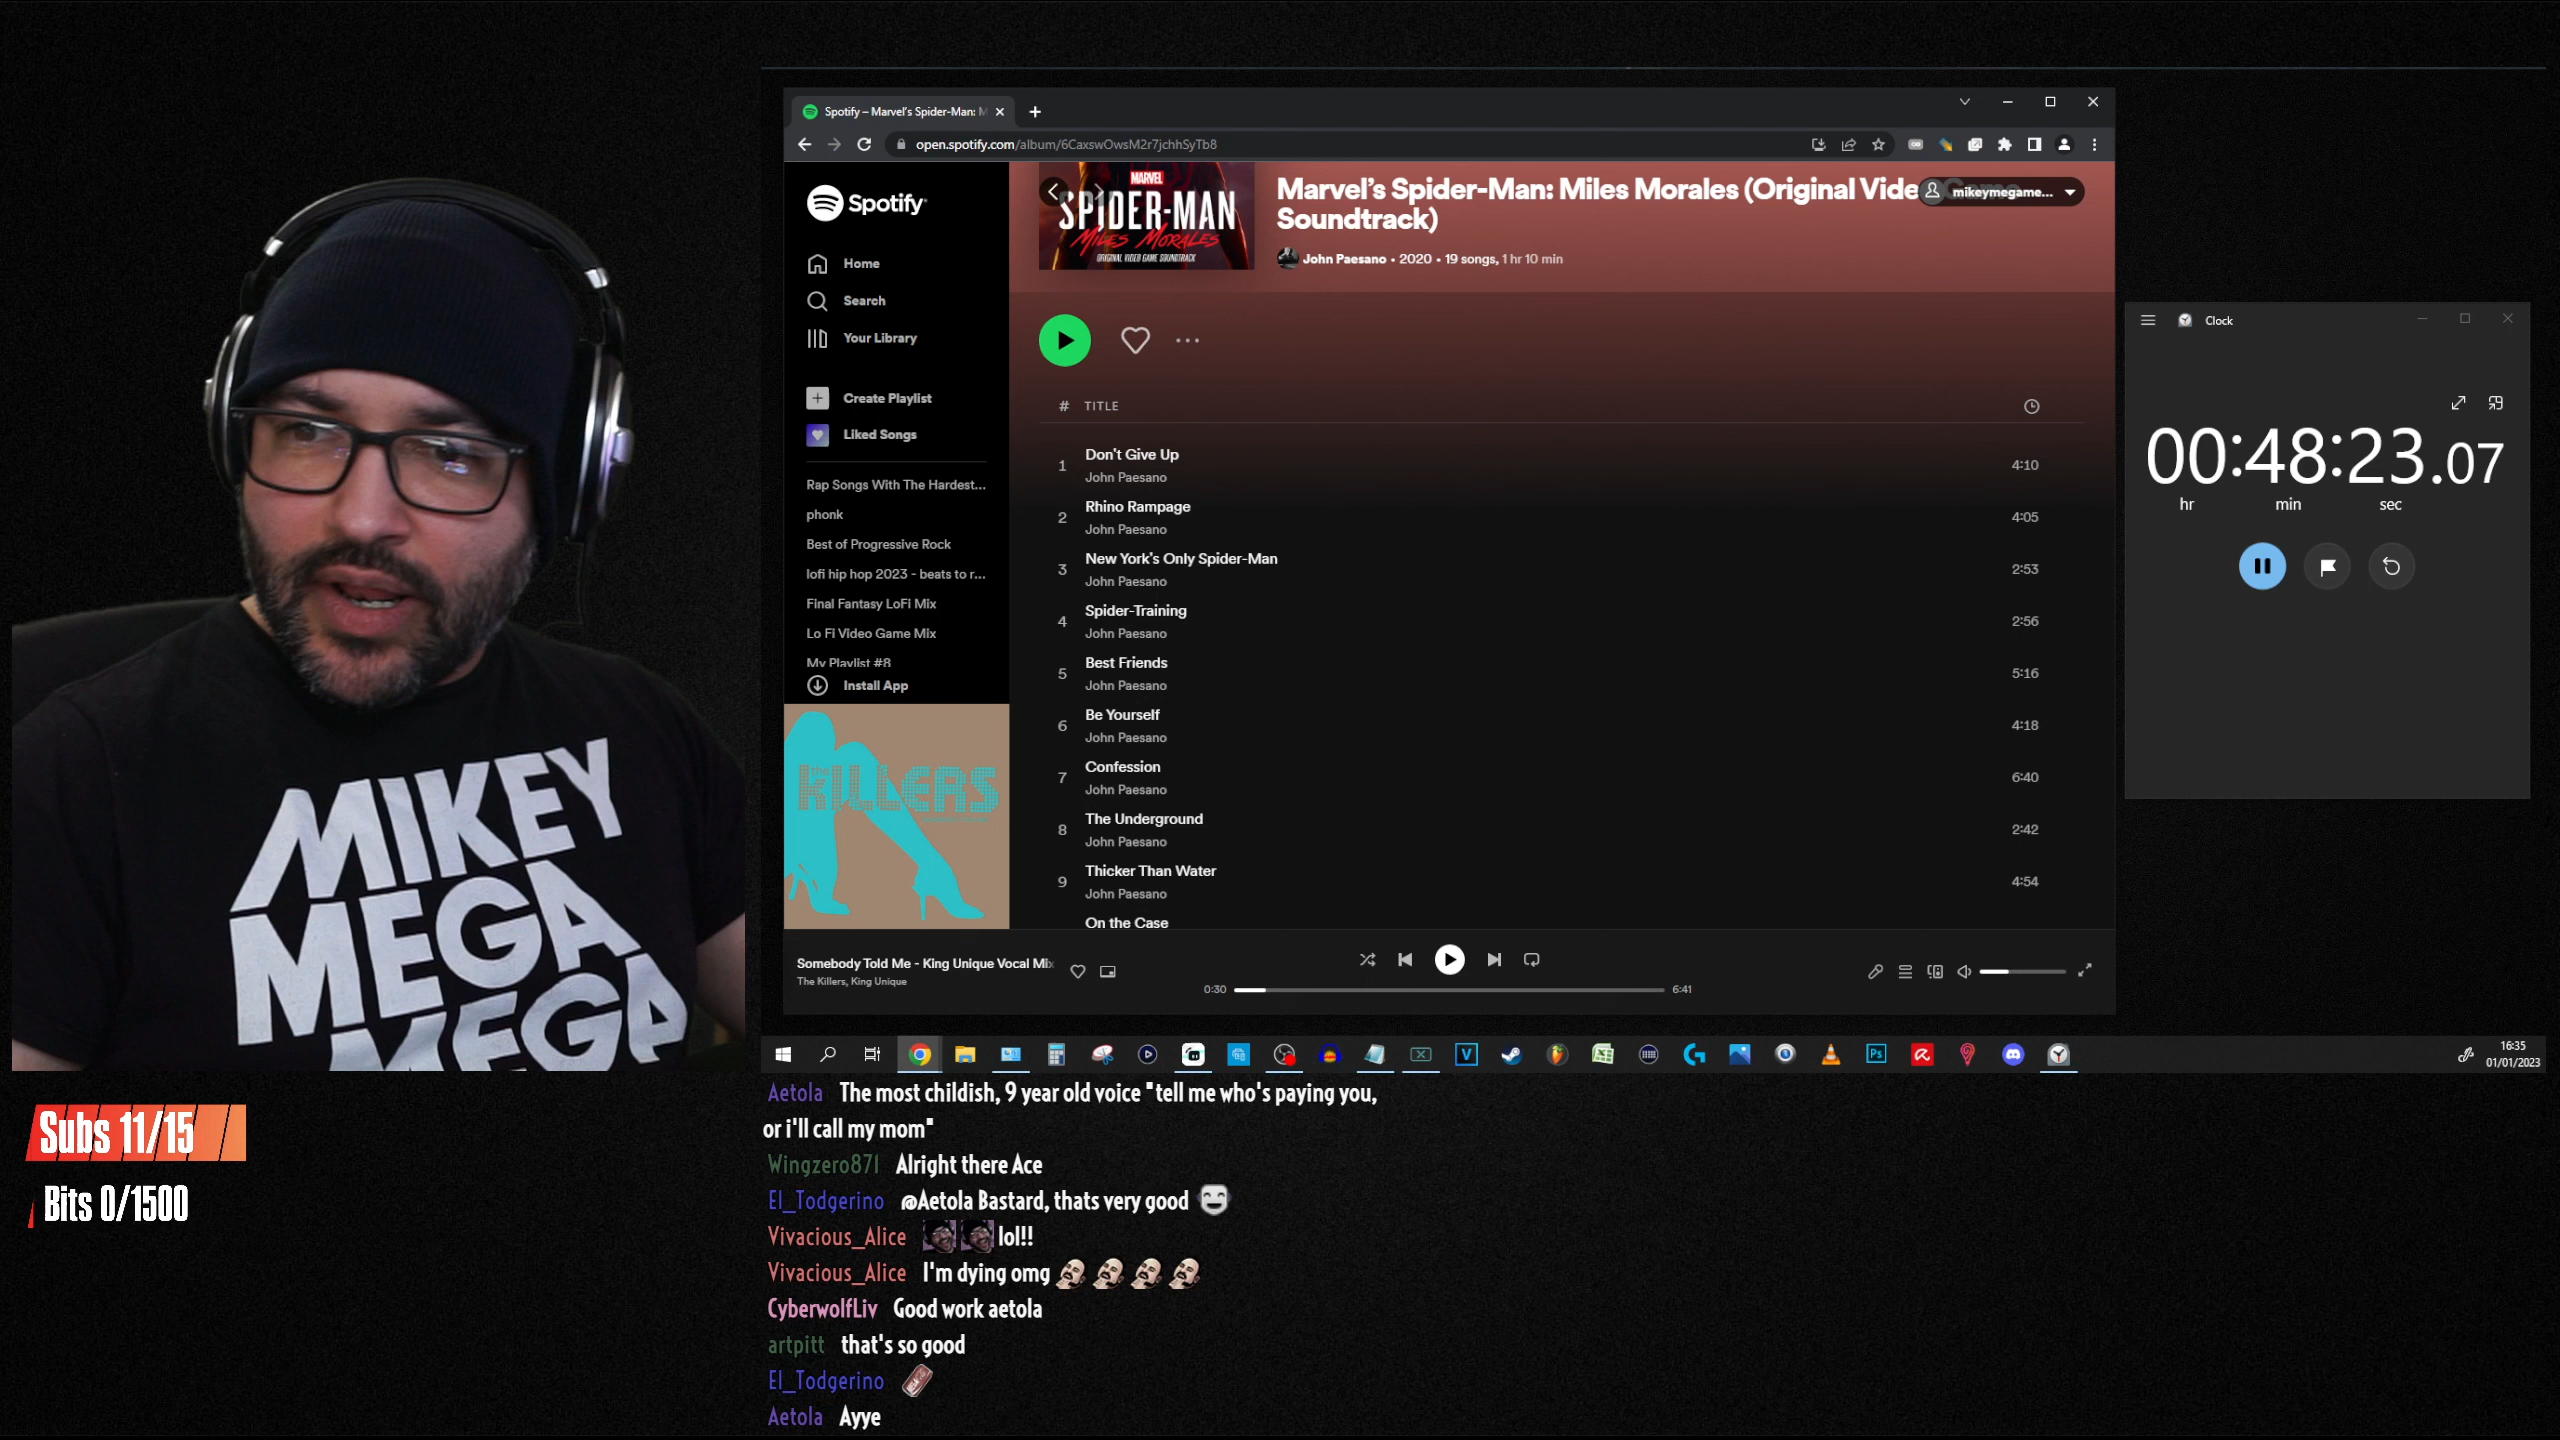 Spotify – Marvel's Spider-Man: M
open.spotify.com/album/6CaxswOwsM2r7jchhSyTb8
Spotify
Home
Search
Your Library
Create Playlist
Liked Songs
Rap Songs With The Hardest...
phonk
Best of Progressive Rock
lofi hip hop 2023 - beats to r...
Final Fantasy LoFi Mix
Lo Fi Video Game Mix
My Playlist #8
Install App
MARVEL
SPIDER-MAN
MILES MORALES
ORIGINAL VIDEO GAME SOUNDTRACK
Marvel's Spider-Man: Miles Morales (Original Vide
Soundtrack)
mikeymegame...
John Paesano • 2020 • 19 songs, 1 hr 10 min
# TITLE
1 Don't Give Up 4:10
John Paesano
2 Rhino Rampage 4:05
John Paesano
3 New York's Only Spider-Man 2:53
John Paesano
4 Spider-Training 2:56
John Paesano
5 Best Friends 5:16
John Paesano
6 Be Yourself 4:18
John Paesano
7 Confession 6:40
John Paesano
8 The Underground 2:42
John Paesano
9 Thicker Than Water 4:54
John Paesano
On the Case
the KILLERS
Somebody Told Me - King Unique Vocal Mix
The Killers, King Unique
0:30
6:41
Clock
00:48:23.07
hr min sec
16:35
01/01/2023
MIKEY
MEGA
MEGA
Subs 11/15
Bits 0/1500
Aetola The most childish, 9 year old voice "tell me who's paying you,
or i'll call my mom"
Wingzero871 Alright there Ace
El_Todgerino @Aetola Bastard, thats very good
Vivacious_Alice lol!!
Vivacious_Alice I'm dying omg
CyberwolfLiv Good work aetola
artpitt that's so good
El_Todgerino
Aetola Ayye